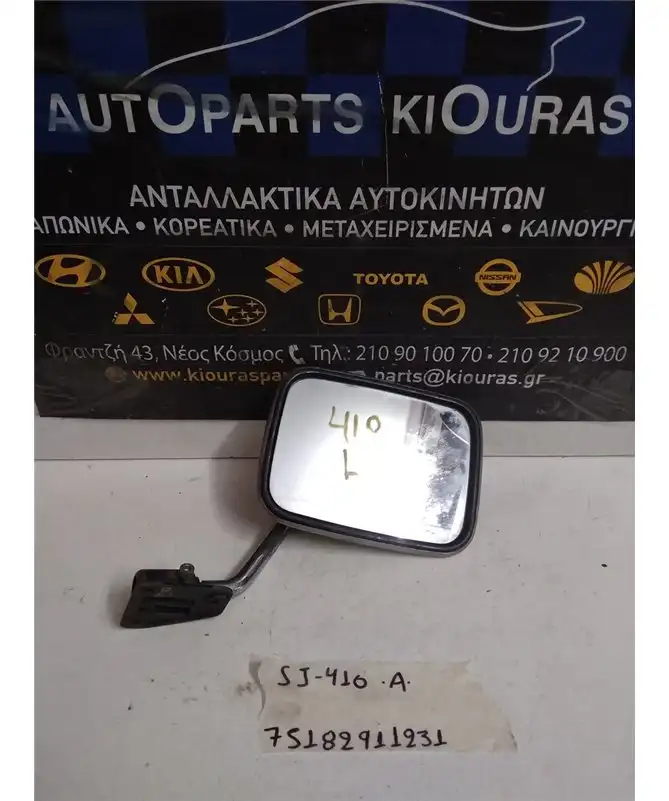 AUTOPARTS KIOURAS
ΑΝΤΑΛΛΑΚΤΙΚΑ ΑΥΤΟΚΙΝΗΤΩΝ
ΑΠΩΝΙΚΑ • ΚΟΡΕΑΤΙΚΑ • ΜΕΤΑΧΕΙΡΙΣΜΕΝΑ • ΚΑΙΝΟΥΡΓΙ
KIA TOYOTA NISSAN
Φραντζή 43, Νέος Κόσμος Τηλ.: 210 90 100 70 • 210 92 10 900
www.kiouraspa parts@kiouras.gr
410
L
SJ-410 .A.
75182911231